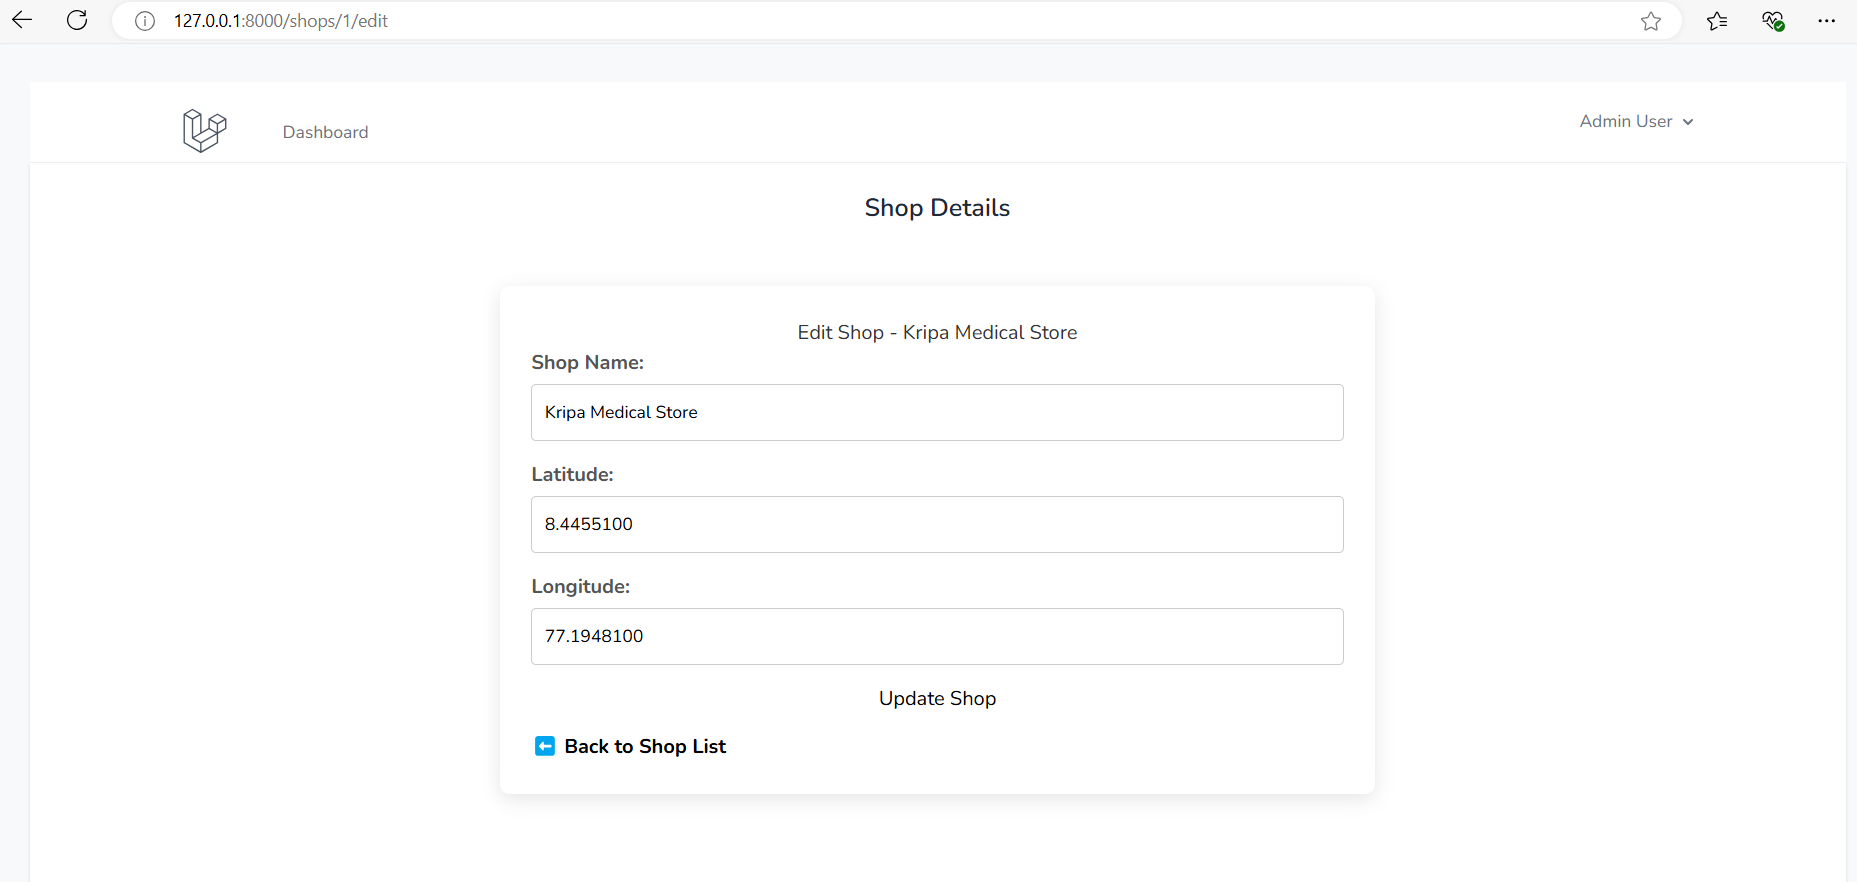 127.0.0.1:8000/shops/1/edit
Dashboard
Admin User
Shop Details
Edit Shop - Kripa Medical Store
Shop Name:
Kripa Medical Store
Latitude:
8.4455100
Longitude:
77.1948100
Update Shop
Back to Shop List